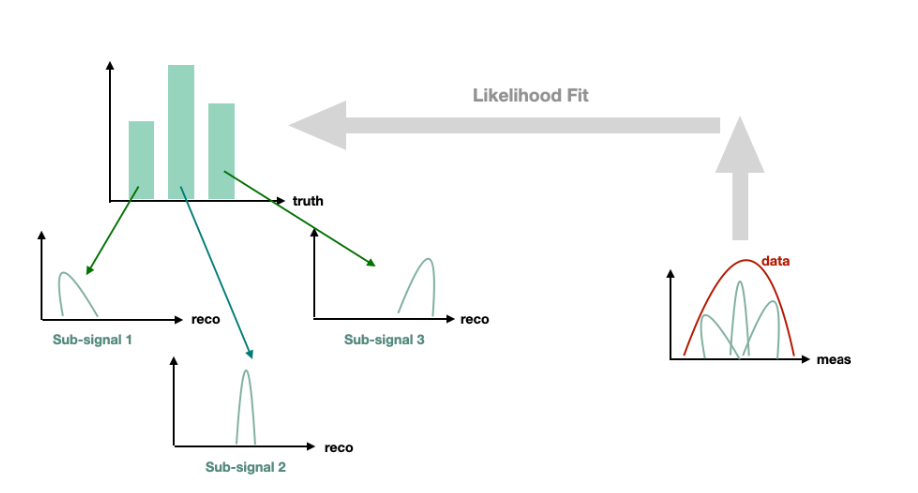 Likelihood Fit
truth
data
reco
Sub-signal 1
reco
Sub-signal 3
meas
reco
Sub-signal 2